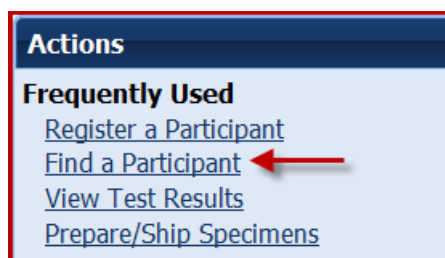 Actions
Frequently Used
Register a Participant
Find a Participant
View Test Results
Prepare/Ship Specimens